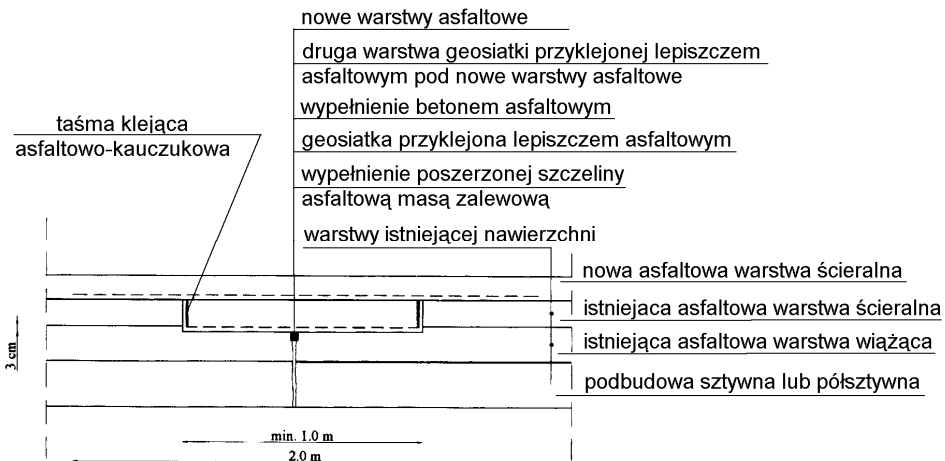 nowe warstwy asfaltowe
druga warstwa geosiatki przyklejonej lepiszczem
asfaltowym pod nowe warstwy asfaltowe
wypełnienie betonem asfaltowym
taśma klejąca
asfaltowo-kauczukowa
geosiatka przyklejona lepiszczem asfaltowym
wypełnienie poszerzonej szczeliny
asfaltową masą zalewową
warstwy istniejącej nawierzchni
nowa asfaltowa warstwa ścieralna
istniejaca asfaltowa warstwa ścieralna
istniejąca asfaltowa warstwa wiążąca
podbudowa sztywna lub półsztywna
3 cm
min. 1.0 m
2.0 m